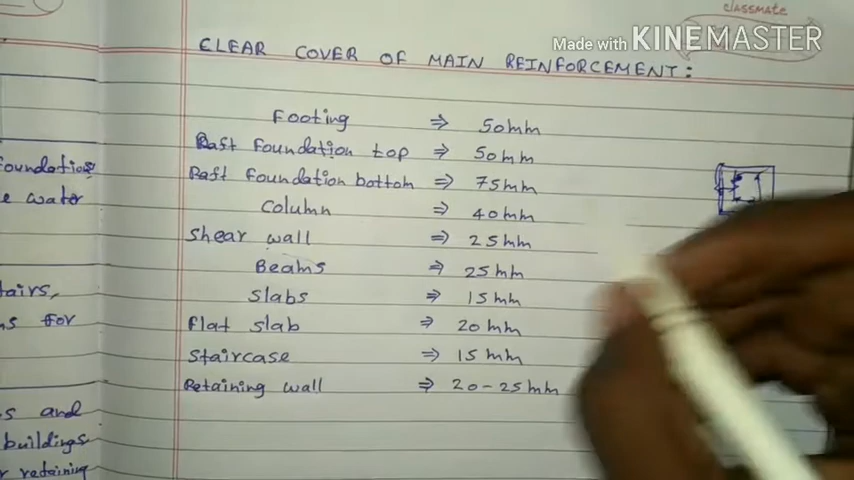 classmate
Made with KINEMASTER
CLEAR COVER OF MAIN REINFORCEMENT:
Footing ⇒ 50mm
Raft Foundation top ⇒ 50mm
Raft Foundation bottom ⇒ 75mm
Column ⇒ 40mm
Shear wall ⇒ 25mm
Beams ⇒ 25mm
Slabs ⇒ 15mm
Flat slab ⇒ 20mm
Staircase ⇒ 15mm
Retaining wall ⇒ 20-25mm
foundations
e water
tairs,
for
s and
buildings
r retaining